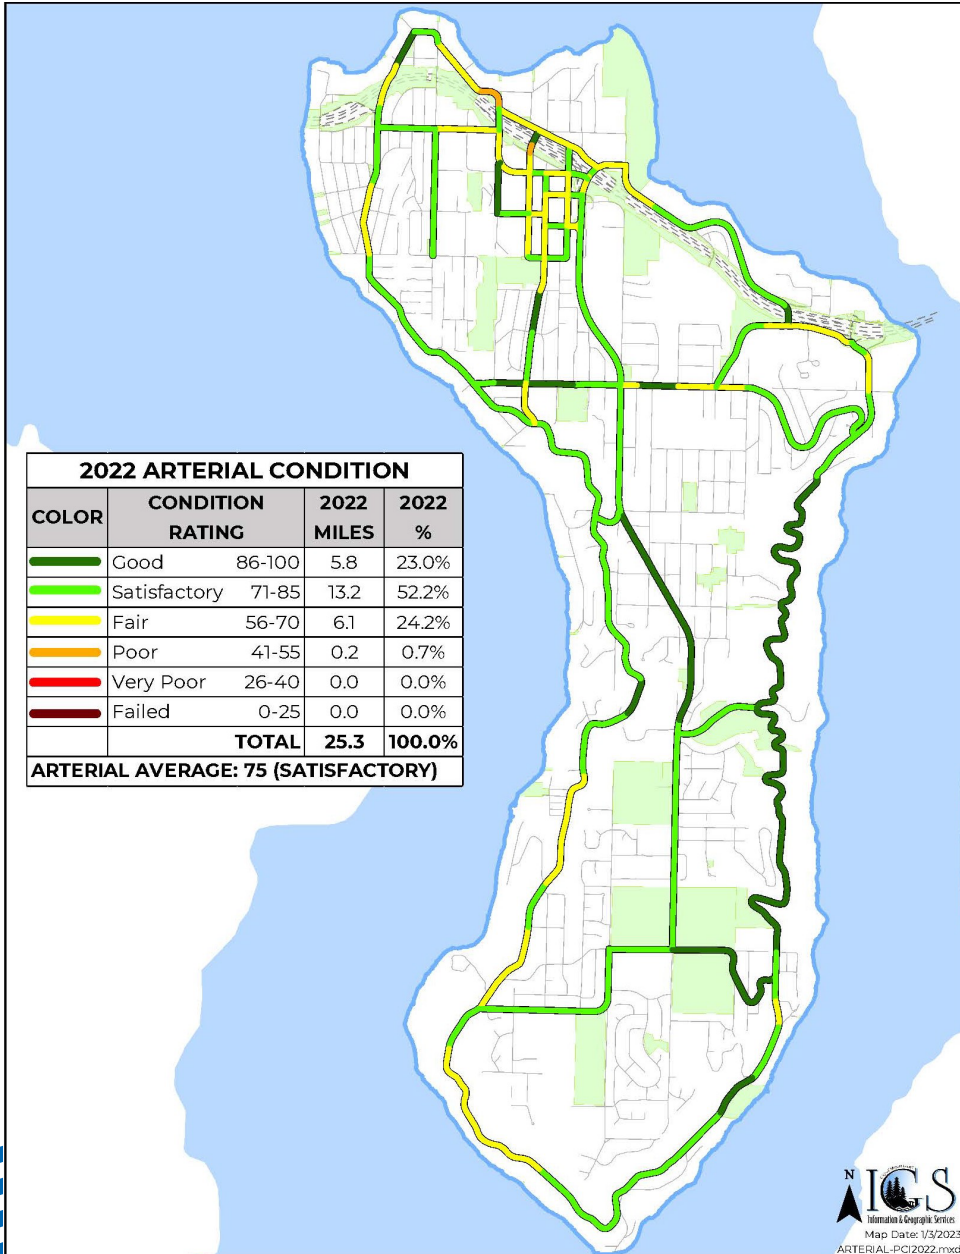 2022 ARTERIAL CONDITION
COLOR CONDITION RATING 2022 MILES 2022 %
Good 86-100 5.8 23.0%
Satisfactory 71-85 13.2 52.2%
Fair 56-70 6.1 24.2%
Poor 41-55 0.2 0.7%
Very Poor 26-40 0.0 0.0%
Failed 0-25 0.0 0.0%
TOTAL 25.3 100.0%
ARTERIAL AVERAGE: 75 (SATISFACTORY)
N
IGS
Information & Geographic Services
Map Date: 1/3/2023
ARTERIAL-PCI2022.mxd